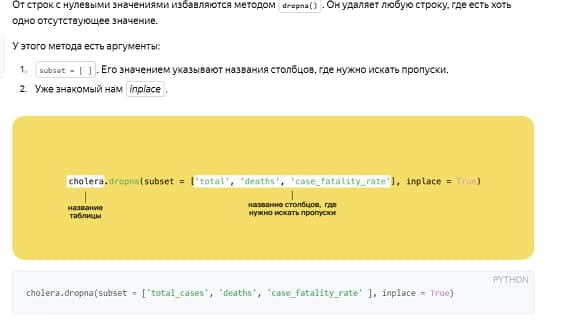 От строк с нулевыми значениями избавляются методом dropna() . Он удаляет любую строку, где есть хоть
одно отсутствующее значение.
У этого метода есть аргументы:
1. subset = [ ] . Его значением указывают названия столбцов, где нужно искать пропуски.
2. Уже знакомый нам inplace .
cholera.dropna(subset = ['total', 'deaths', 'case_fatality_rate'], inplace = True)
название
таблицы
название столбцов, где
нужно искать пропуски
PYTHON
cholera.dropna(subset = ['total_cases', 'deaths', 'case_fatality_rate' ], inplace = True)